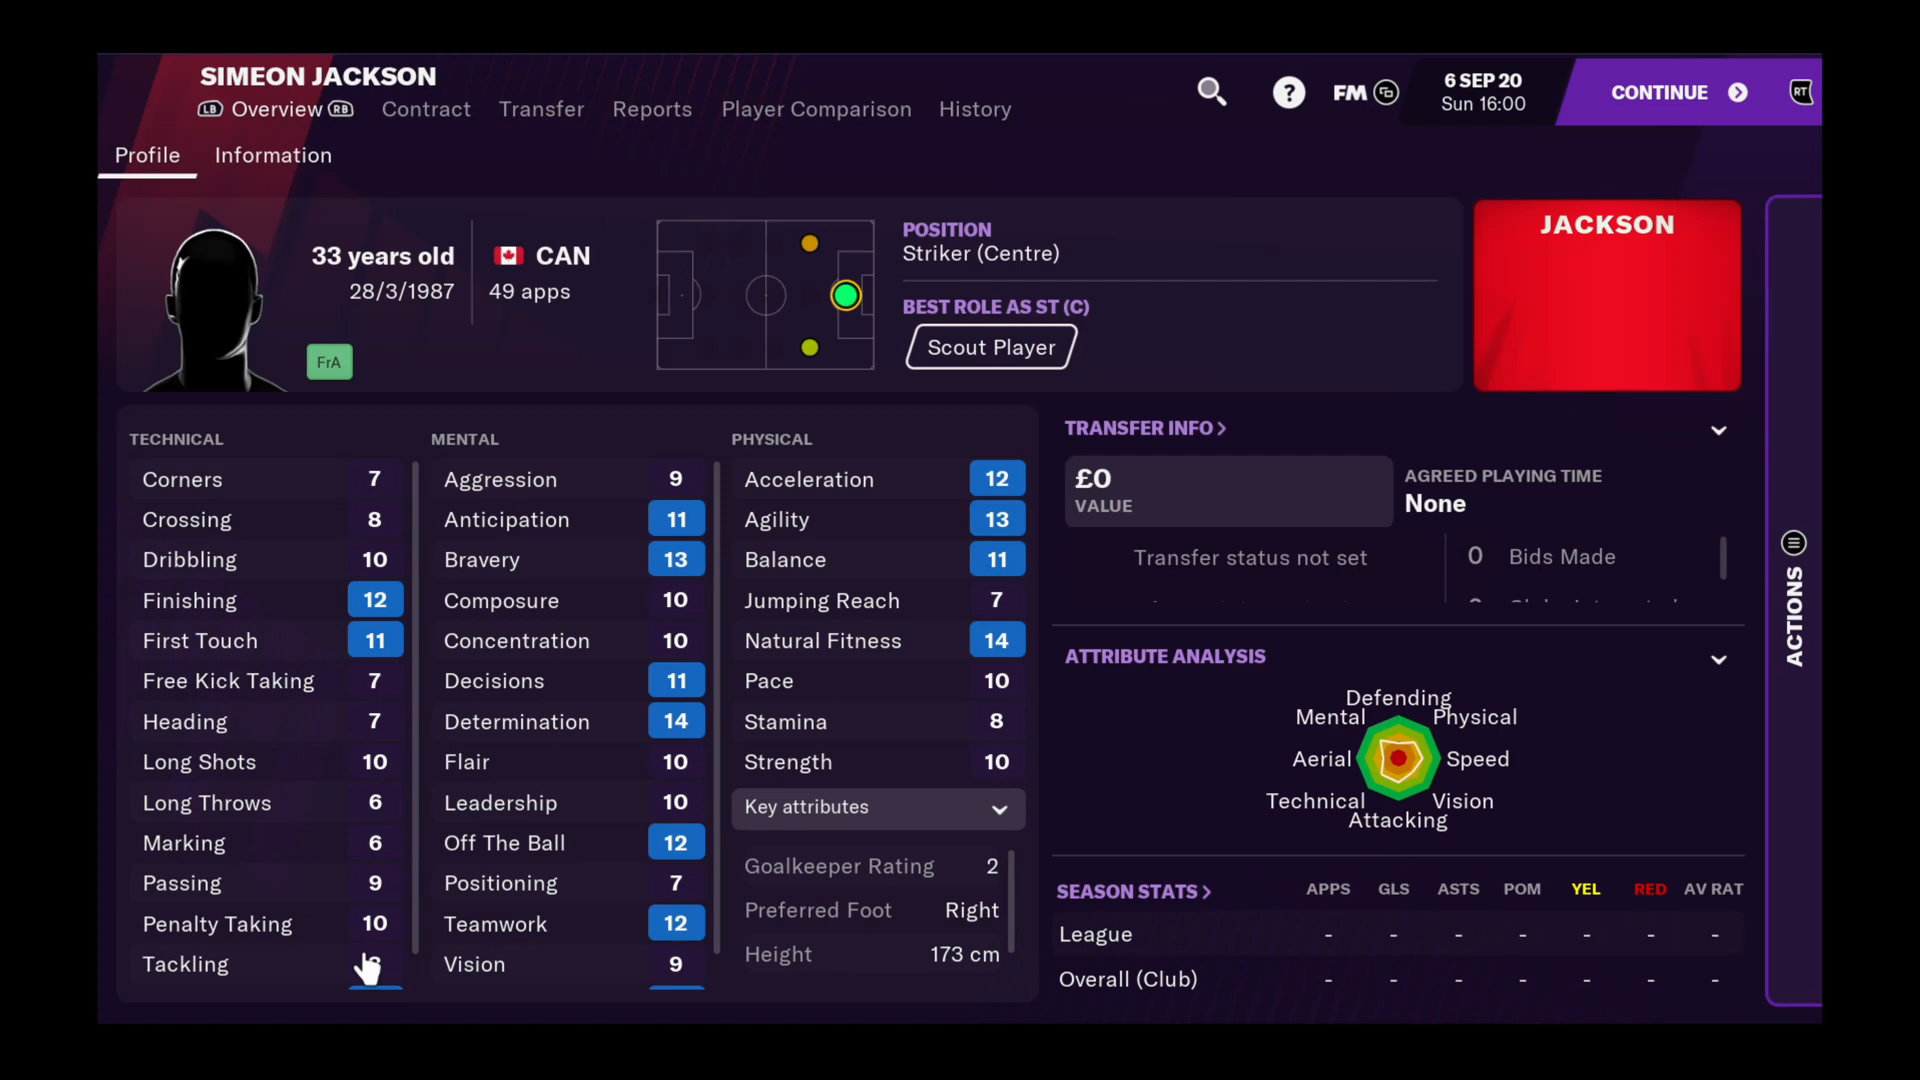 SIMEON JACKSON
LB Overview RB Contract Transfer Reports Player Comparison History
? FM
6 SEP 20
Sun 16:00
CONTINUE
RT
Profile Information
33 years old
28/3/1987
CAN
49 apps
FrA
POSITION
Striker (Centre)
BEST ROLE AS ST (C)
Scout Player
JACKSON
TECHNICAL
Corners 7
Crossing 8
Dribbling 10
Finishing 12
First Touch 11
Free Kick Taking 7
Heading 7
Long Shots 10
Long Throws 6
Marking 6
Passing 9
Penalty Taking 10
Tackling
MENTAL
Aggression 9
Anticipation 11
Bravery 13
Composure 10
Concentration 10
Decisions 11
Determination 14
Flair 10
Leadership 10
Off The Ball 12
Positioning 7
Teamwork 12
Vision 9
PHYSICAL
Acceleration 12
Agility 13
Balance 11
Jumping Reach 7
Natural Fitness 14
Pace 10
Stamina 8
Strength 10
Key attributes
Goalkeeper Rating 2
Preferred Foot Right
Height 173 cm
TRANSFER INFO
£0
VALUE
AGREED PLAYING TIME
None
Transfer status not set
0 Bids Made
ATTRIBUTE ANALYSIS
Defending
Mental Physical
Aerial Speed
Technical Vision
Attacking
SEASON STATS APPS GLS ASTS POM YEL RED AV RAT
League - - - - - - -
Overall (Club) - - - - - - -
ACTIONS